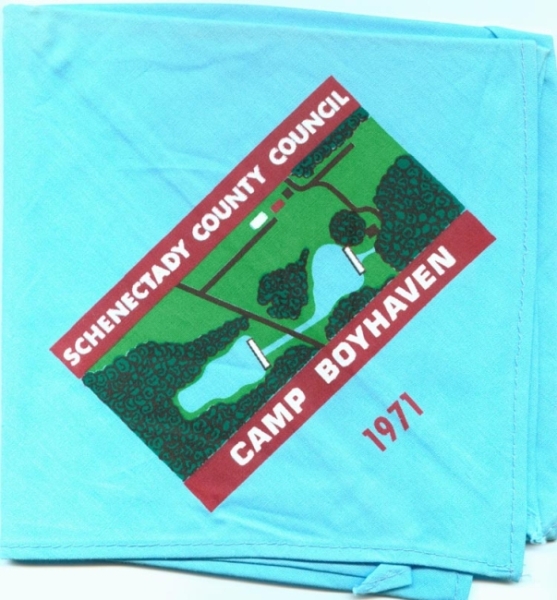 SCHENECTADY COUNTY COUNCIL
CAMP BOYHAVEN
1971